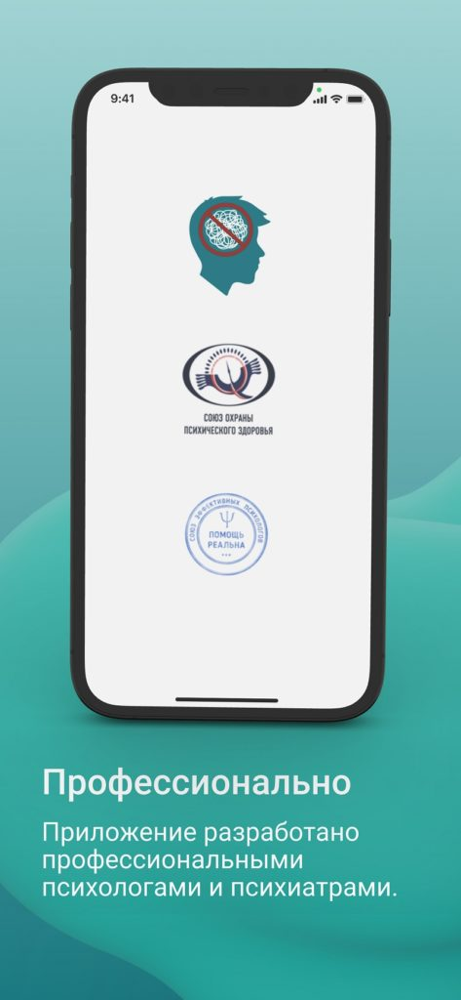 9:41
СОЮЗ ОХРАНЫ
ПСИХИЧЕСКОГО ЗДОРОВЬЯ
СОЮЗ ЭФФЕКТИВНЫХ ПСИХОЛОГОВ
Ψ
ПОМОЩЬ
РЕАЛЬНА
Профессионально
Приложение разработано
профессиональными
психологами и психиатрами.